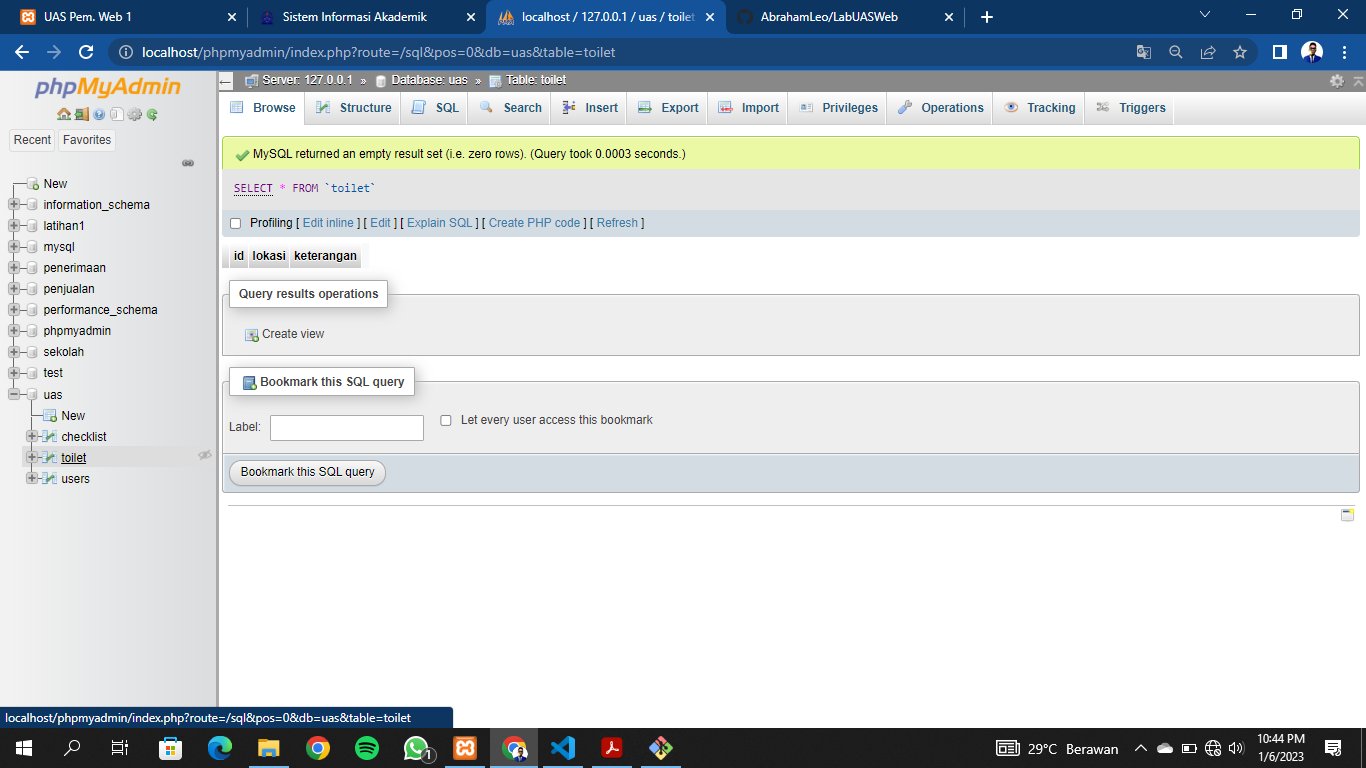 UAS Pem. Web 1
Sistem Informasi Akademik
localhost / 127.0.0.1 / uas / toilet
AbrahamLeo/LabUASWeb
localhost/phpmyadmin/index.php?route=/sql&pos=0&db=uas&table=toilet
phpMyAdmin
Recent
Favorites
New
information_schema
latihan1
mysql
penerimaan
penjualan
performance_schema
phpmyadmin
sekolah
test
uas
New
checklist
toilet
users
Server: 127.0.0.1 » Database: uas » Table: toilet
Browse
Structure
SQL
Search
Insert
Export
Import
Privileges
Operations
Tracking
Triggers
MySQL returned an empty result set (i.e. zero rows). (Query took 0.0003 seconds.)
SELECT * FROM `toilet`
Profiling [ Edit inline ] [ Edit ] [ Explain SQL ] [ Create PHP code ] [ Refresh ]
id lokasi keterangan
Query results operations
Create view
Bookmark this SQL query
Label:
Let every user access this bookmark
Bookmark this SQL query
localhost/phpmyadmin/index.php?route=/sql&pos=0&db=uas&table=toilet
1
29°C Berawan
10:44 PM
1/6/2023